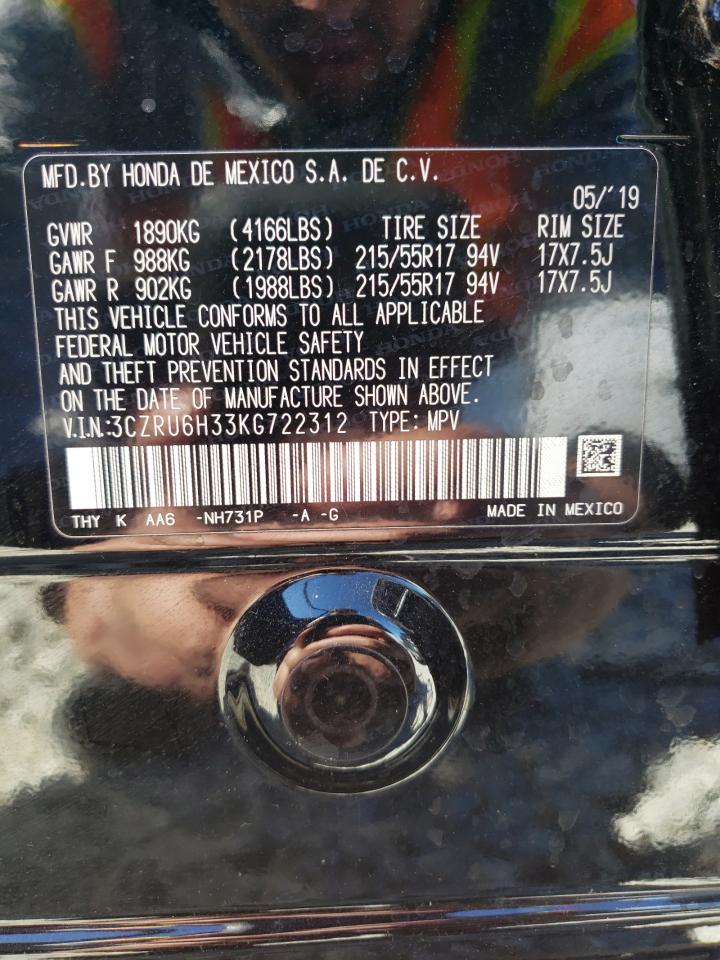 MFD.BY HONDA DE MEXICO S.A. DE C.V.
05/'19
GVWR 1890KG (4166LBS) TIRE SIZE RIM SIZE
GAWR F 988KG (2178LBS) 215/55R17 94V 17X7.5J
GAWR R 902KG (1988LBS) 215/55R17 94V 17X7.5J
THIS VEHICLE CONFORMS TO ALL APPLICABLE
FEDERAL MOTOR VEHICLE SAFETY
AND THEFT PREVENTION STANDARDS IN EFFECT
ON THE DATE OF MANUFACTURE SHOWN ABOVE.
V.I.N.:3CZRU6H33KG722312 TYPE: MPV
THY K AA6 -NH731P -A -G MADE IN MEXICO